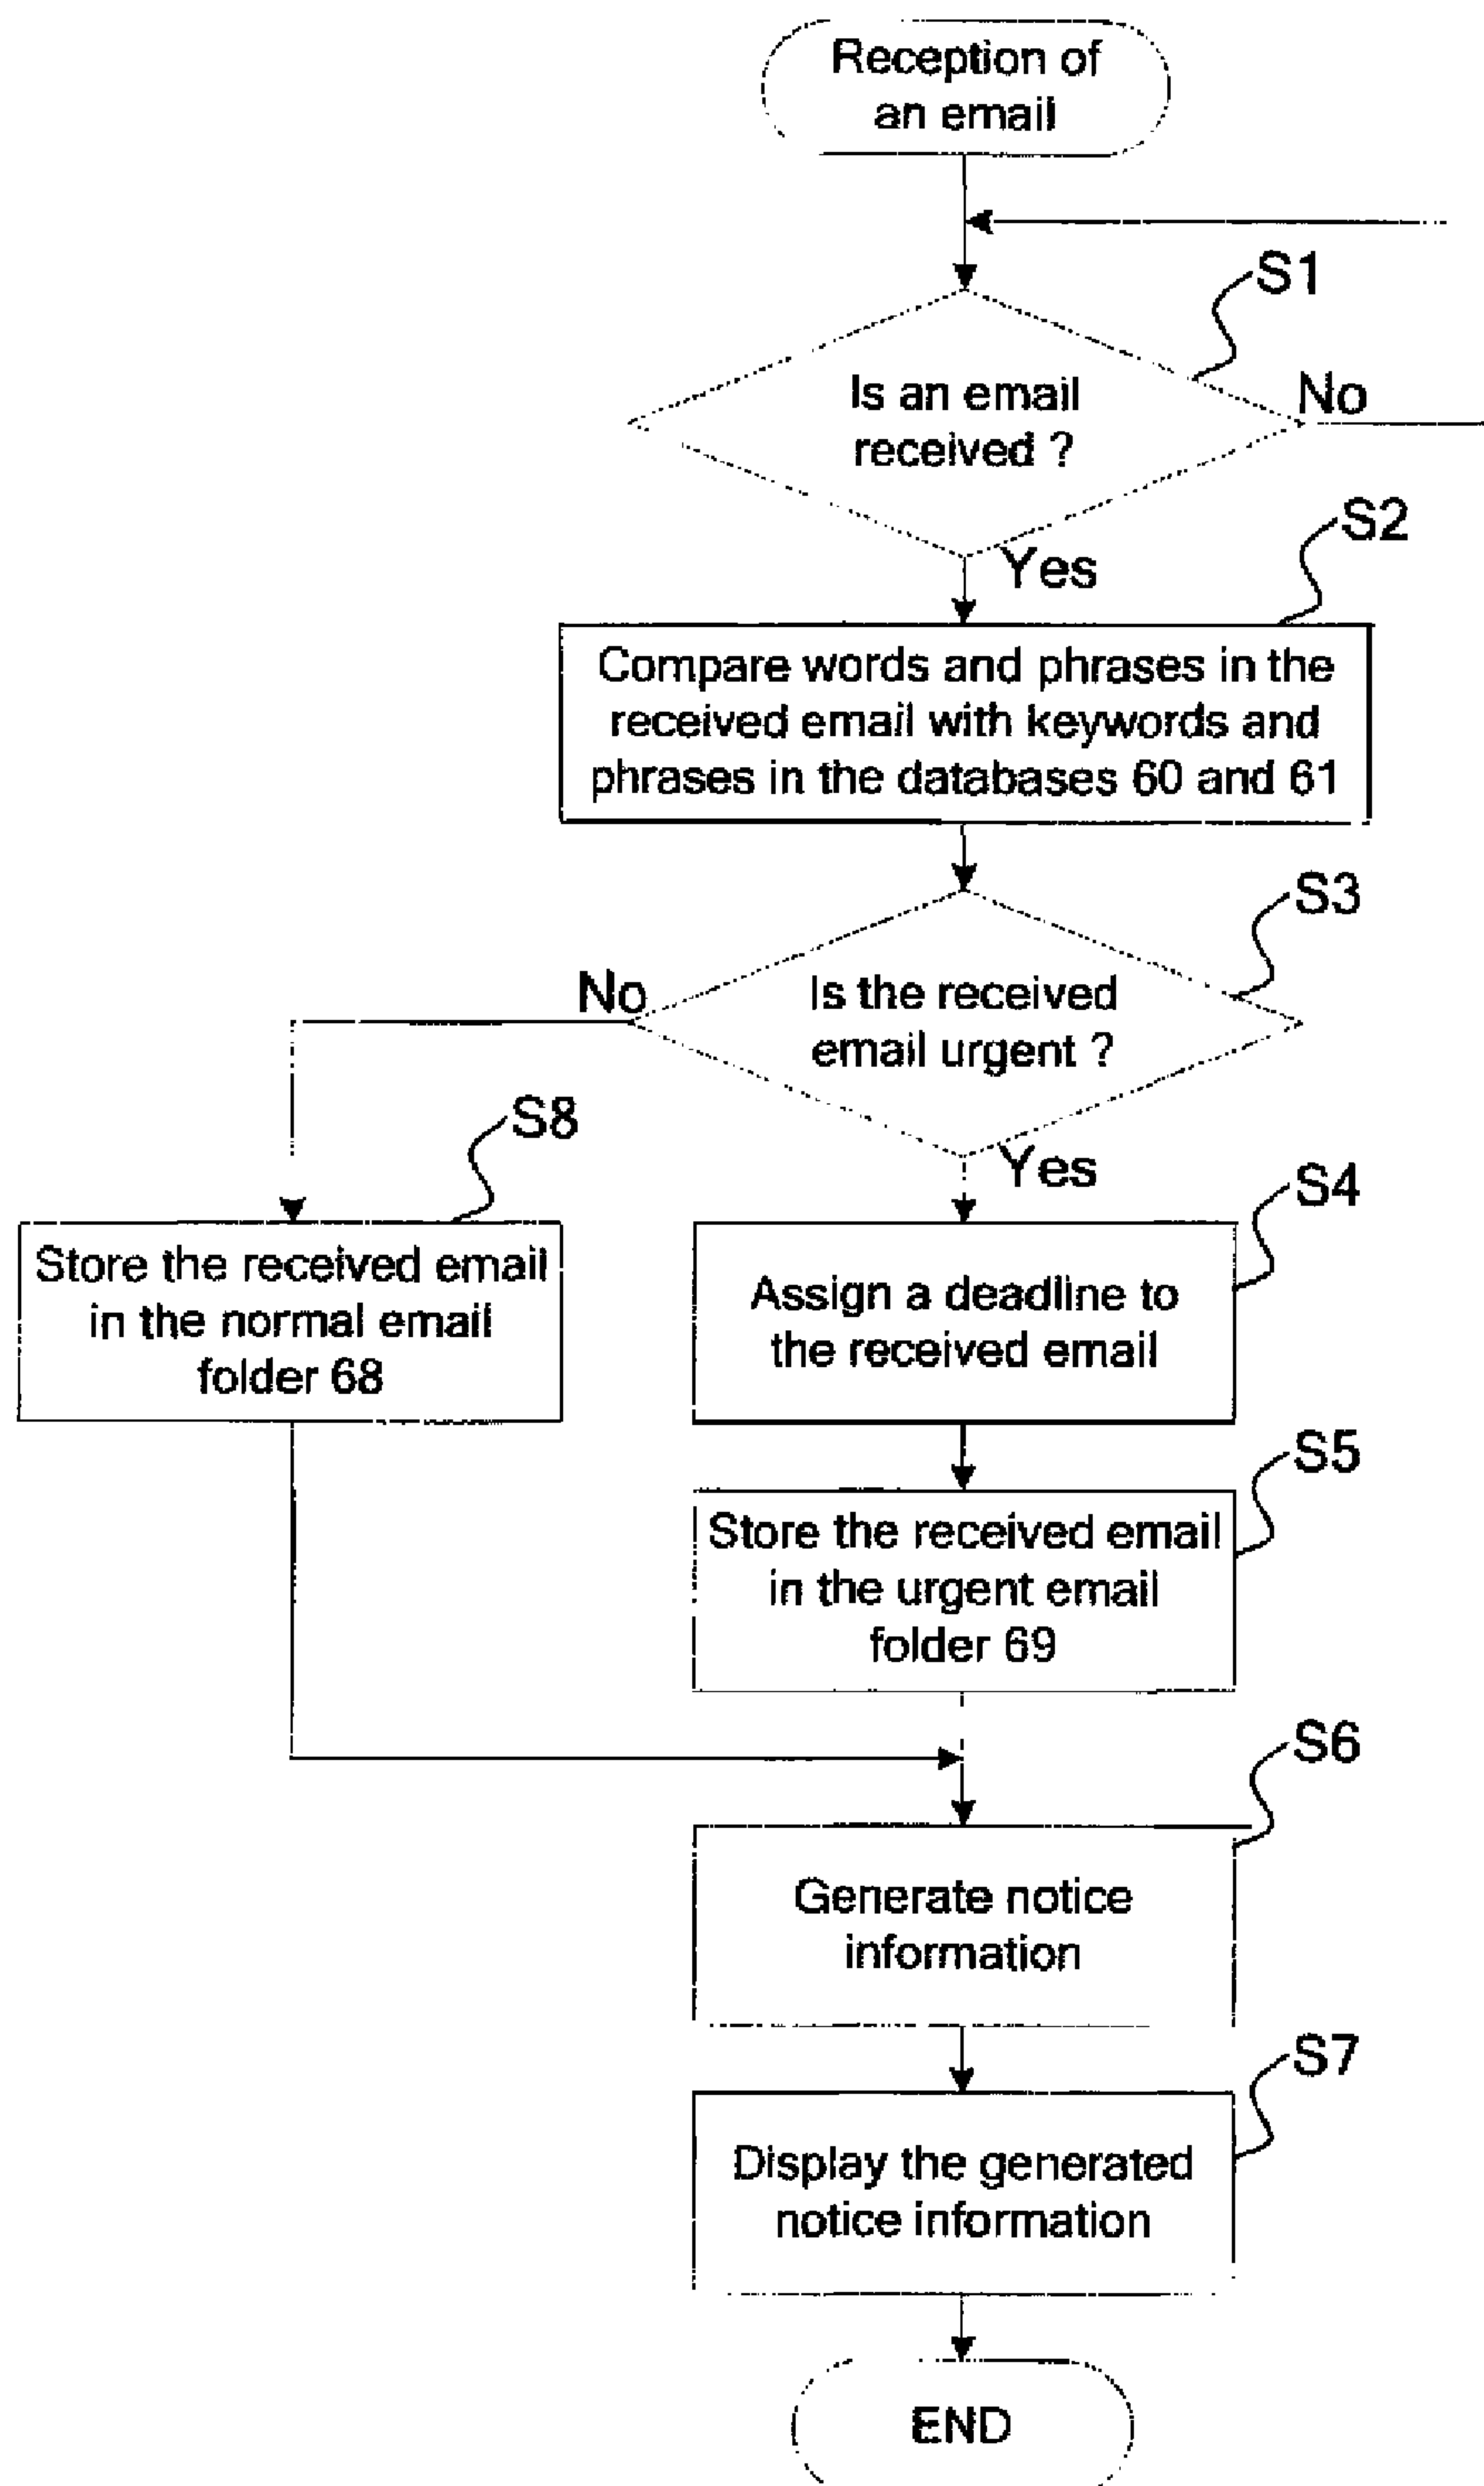 Reception of
an email
S1
Is an email
received ?
No
Yes
S2
Compare words and phrases in the
received email with keywords and
phrases in the databases 60 and 61
S3
Is the received
email urgent ?
No
Yes
S8
Store the received email
in the normal email
folder 68
S4
Assign a deadline to
the received email
S5
Store the received email
in the urgent email
folder 69
S6
Generate notice
information
S7
Display the generated
notice information
END